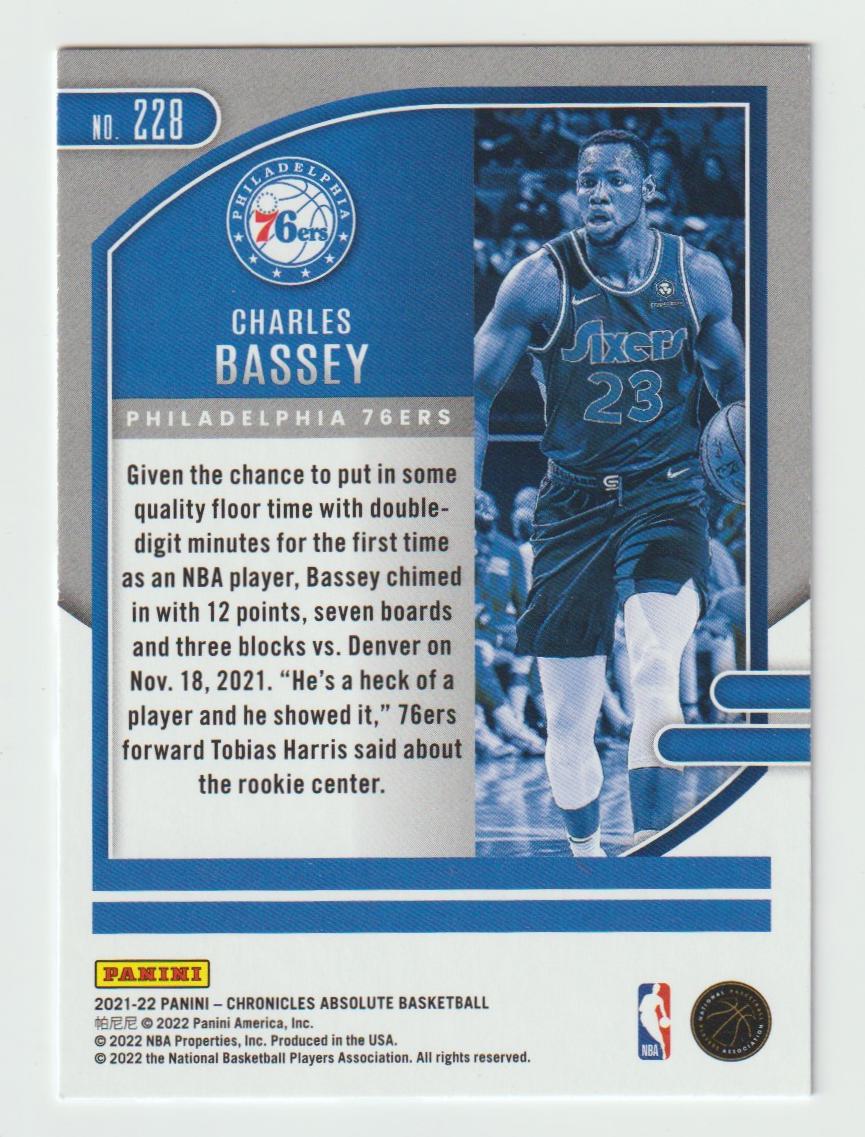 NO. 228
PHILADELPHIA
76ers
CHARLES
BASSEY
PHILADELPHIA 76ERS
Sixers
23
Given the chance to put in some
quality floor time with double-
digit minutes for the first time
as an NBA player, Bassey chimed
in with 12 points, seven boards
and three blocks vs. Denver on
Nov. 18, 2021. “He’s a heck of a
player and he showed it,” 76ers
forward Tobias Harris said about
the rookie center.
PANINI
2021-22 PANINI – CHRONICLES ABSOLUTE BASKETBALL
帕尼尼 © 2022 Panini America, Inc.
© 2022 NBA Properties, Inc. Produced in the USA.
© 2022 the National Basketball Players Association. All rights reserved.
NBA
NATIONAL BASKETBALL
PLAYERS ASSOCIATION